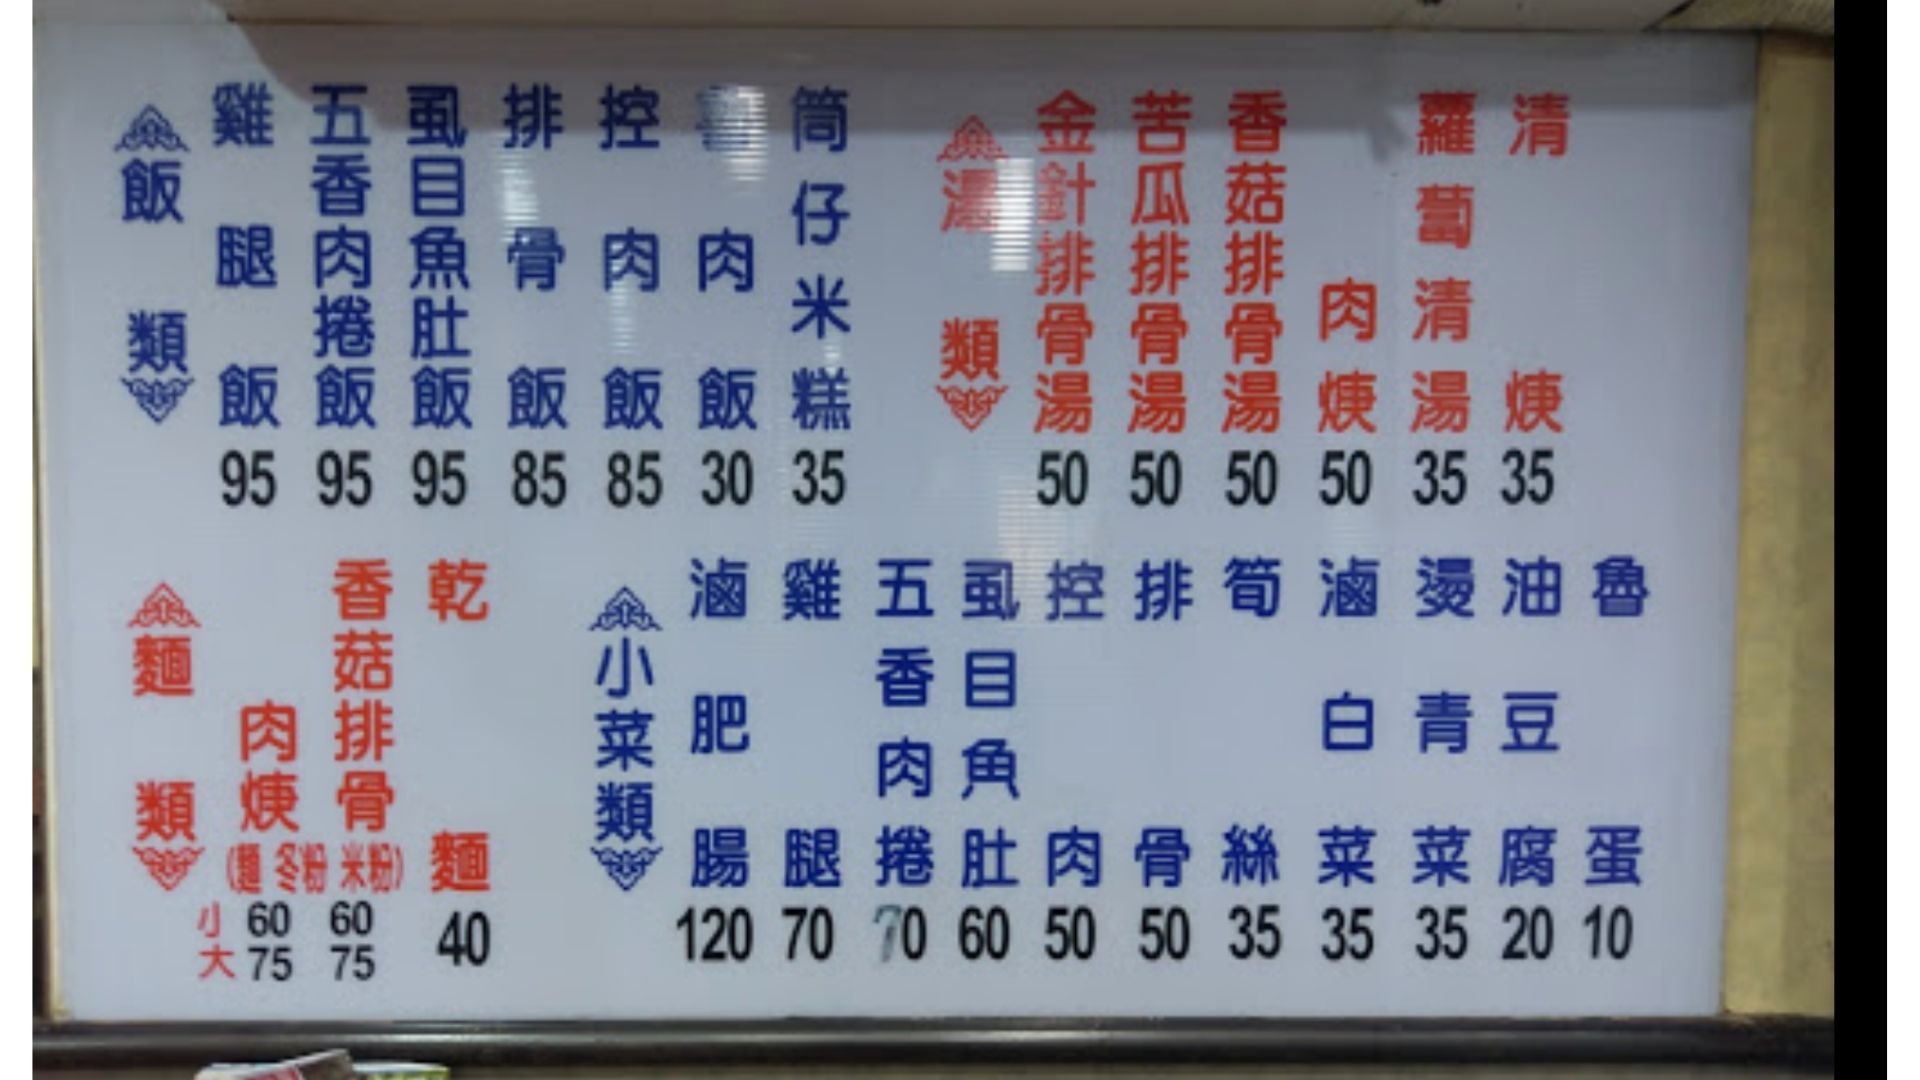 飯類
雞腿飯 95
五香肉捲飯 95
虱目魚肚飯 95
排骨飯 85
控肉飯 85
肉飯 30
筒仔米糕 35
湯類
金針排骨湯 50
苦瓜排骨湯 50
香菇排骨湯 50
肉焿 50
蘿蔔清湯 35
清焿 35
麵類
肉焿
香菇排骨
(麵 冬粉 米粉)
小 60 60
大 75 75
乾麵 40
小菜類
滷肥腸 120
雞腿 70
五香肉捲 70
虱目魚肚 60
控肉 50
排骨 50
筍絲 35
滷白菜 35
燙青菜 35
油豆腐 20
魯蛋 10